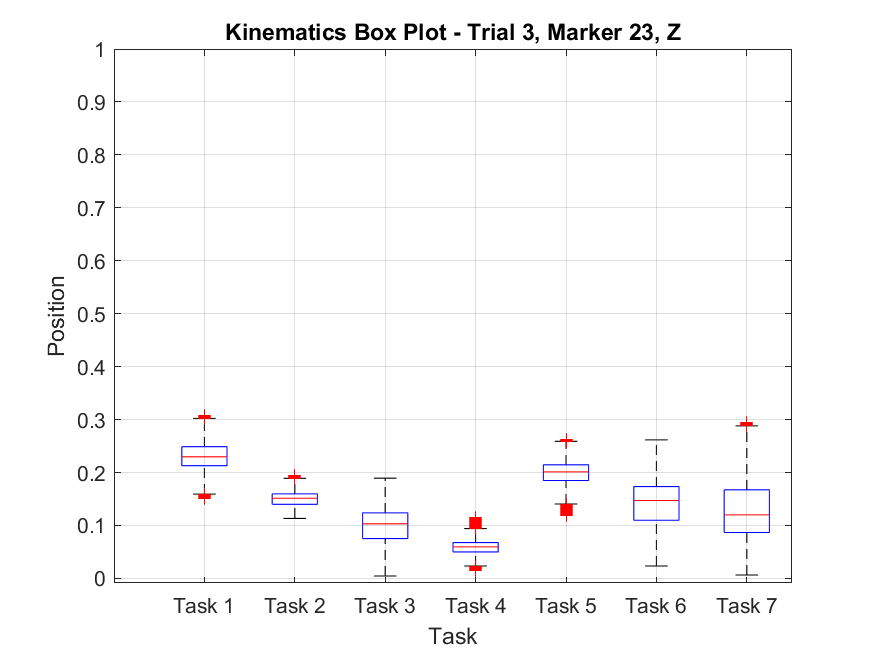 Kinematics Box Plot - Trial 3, Marker 23, Z
1
0.9
0.8
0.7
0.6
0.5
0.4
0.3
0.2
0.1
0
Position
Task 1 Task 2 Task 3 Task 4 Task 5 Task 6 Task 7
Task